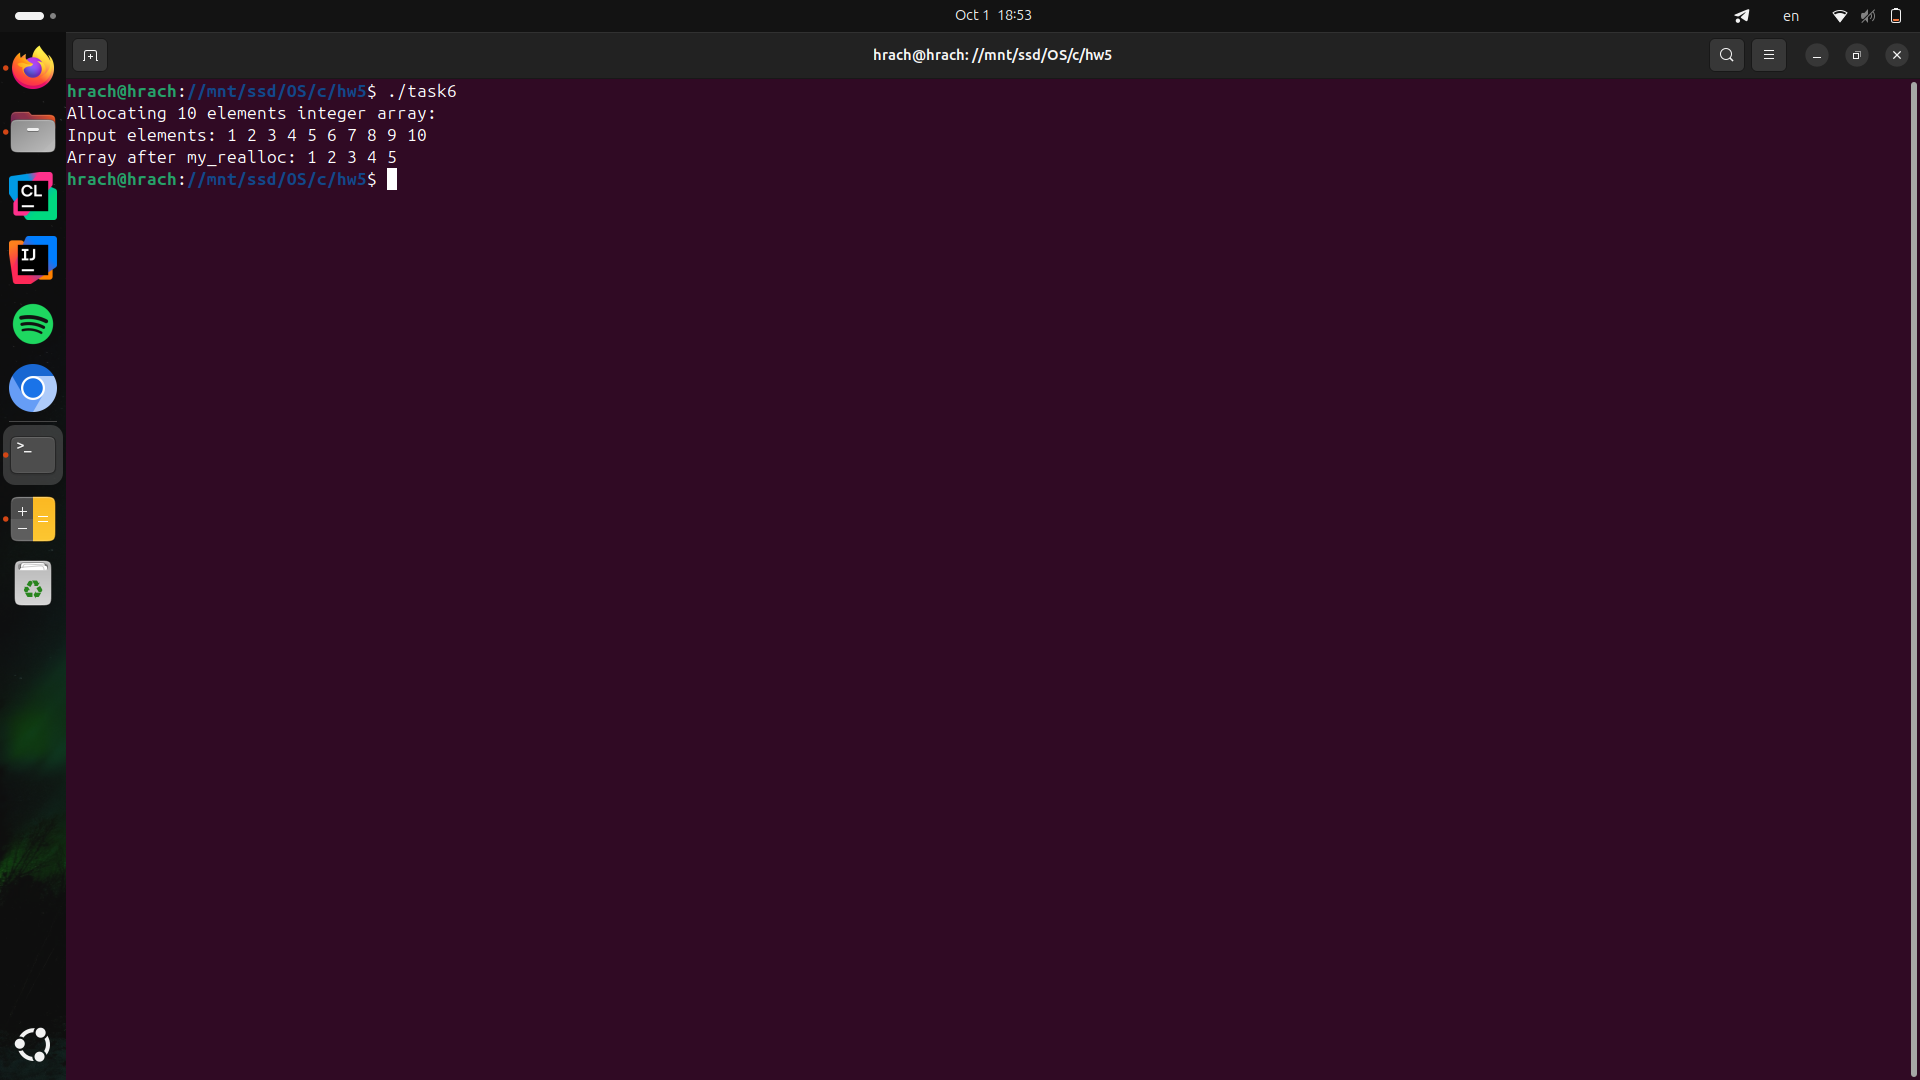 Oct 1 18:53
en
hrach@hrach: //mnt/ssd/OS/c/hw5
hrach@hrach://mnt/ssd/OS/c/hw5$ ./task6
Allocating 10 elements integer array:
Input elements: 1 2 3 4 5 6 7 8 9 10
Array after my_realloc: 1 2 3 4 5
hrach@hrach://mnt/ssd/OS/c/hw5$
CL
IJ
>_